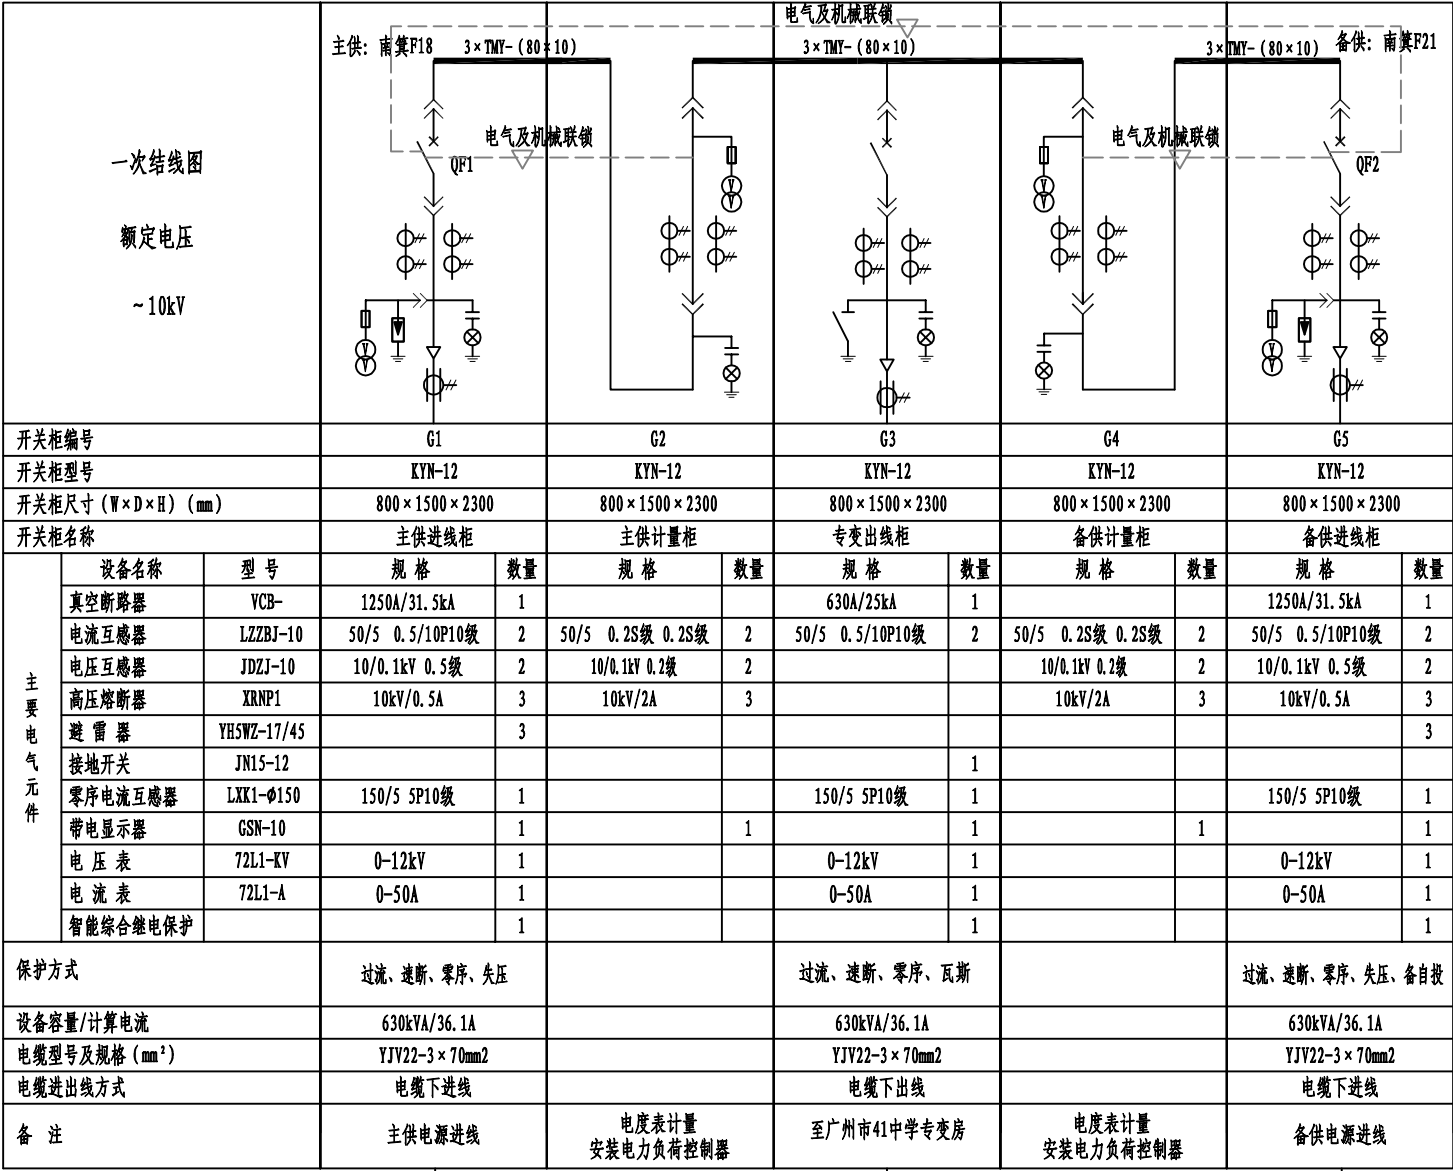 电气及机械联锁
主供：南箕F18
3×TMY-(80×10)
3×TMY-(80×10)
3×TMY-(80×10)
备供：南箕F21
电气及机械联锁
电气及机械联锁
QF1
QF2
一次结线图
额定电压
~10kV
V
V
V
V
V
V
V
V
开关柜编号 G1 G2 G3 G4 G5
开关柜型号 KYN-12 KYN-12 KYN-12 KYN-12 KYN-12
开关柜尺寸(W×D×H)(mm) 800×1500×2300 800×1500×2300 800×1500×2300 800×1500×2300 800×1500×2300
开关柜名称 主供进线柜 主供计量柜 专变出线柜 备供计量柜 备供进线柜
主要电气元件
设备名称 型号 规格 数量 规格 数量 规格 数量 规格 数量 规格 数量
真空断路器 VCB- 1250A/31.5kA 1 630A/25kA 1 1250A/31.5kA 1
电流互感器 LZZBJ-10 50/5 0.5/10P10级 2 50/5 0.2S级 0.2S级 2 50/5 0.5/10P10级 2 50/5 0.2S级 0.2S级 2 50/5 0.5/10P10级 2
电压互感器 JDZJ-10 10/0.1kV 0.5级 2 10/0.1kV 0.2级 2 10/0.1kV 0.2级 2 10/0.1kV 0.5级 2
高压熔断器 XRNP1 10kV/0.5A 3 10kV/2A 3 10kV/2A 3 10kV/0.5A 3
避雷器 YH5WZ-17/45 3 3
接地开关 JN15-12 1
零序电流互感器 LXK1-Φ150 150/5 5P10级 1 150/5 5P10级 1 150/5 5P10级 1
带电显示器 GSN-10 1 1 1 1 1
电压表 72L1-KV 0-12kV 1 0-12kV 1 0-12kV 1
电流表 72L1-A 0-50A 1 0-50A 1 0-50A 1
智能综合继电保护 1 1 1
保护方式 过流、速断、零序、失压 过流、速断、零序、瓦斯 过流、速断、零序、失压、备自投
设备容量/计算电流 630kVA/36.1A 630kVA/36.1A 630kVA/36.1A
电缆型号及规格(mm²) YJV22-3×70mm2 YJV22-3×70mm2 YJV22-3×70mm2
电缆进出线方式 电缆下进线 电缆下出线 电缆下进线
备注 主供电源进线 电度表计量 至广州市41中学专变房 电度表计量 备供电源进线
安装电力负荷控制器 安装电力负荷控制器